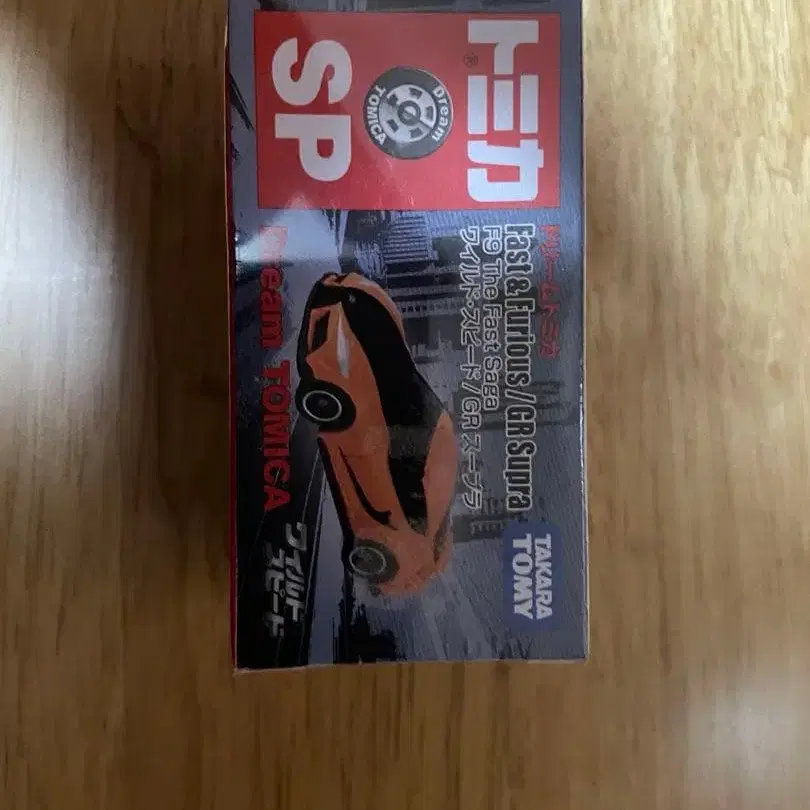 トミカ®
Dream TOMICA
SP
ドリームトミカ
Fast & Furious/GR Supra
F9 The Fast Saga
ワイルド・スピード/GR スープラ
TAKARA TOMY
Dream TOMICA
ワイルド
スピード